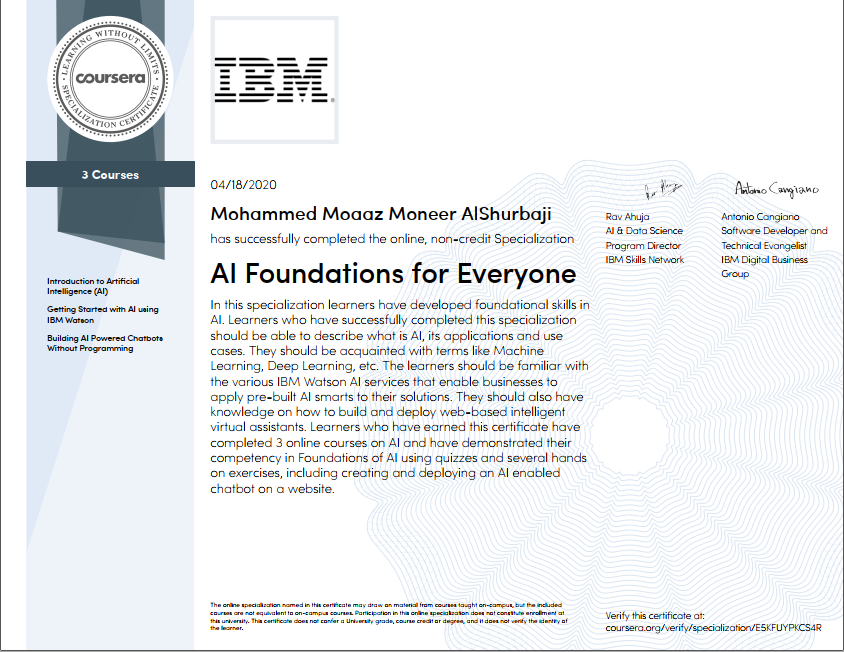 LEARNING WITHOUT LIMITS
coursera
SPECIALIZATION CERTIFICATE
IBM
3 Courses
Introduction to Artificial
Intelligence (AI)
Getting Started with AI using
IBM Watson
Building AI Powered Chatbots
Without Programming
04/18/2020
Mohammed Moaaz Moneer AlShurbaji
has successfully completed the online, non-credit Specialization
AI Foundations for Everyone
In this specialization learners have developed foundational skills in
AI. Learners who have successfully completed this specialization
should be able to describe what is AI, its applications and use
cases. They should be acquainted with terms like Machine
Learning, Deep Learning, etc. The learners should be familiar with
the various IBM Watson AI services that enable businesses to
apply pre-built AI smarts to their solutions. They should also have
knowledge on how to build and deploy web-based intelligent
virtual assistants. Learners who have earned this certificate have
completed 3 online courses on AI and have demonstrated their
competency in Foundations of AI using quizzes and several hands
on exercises, including creating and deploying an AI enabled
chatbot on a website.
Rav Ahuja
AI & Data Science
Program Director
IBM Skills Network
Antonio Cangiano
Antonio Cangiano
Software Developer and
Technical Evangelist
IBM Digital Business
Group
The online specialization named in this certificate may draw on material from courses taught on-campus, but the included
courses are not equivalent to on-campus courses. Participation in this online specialization does not constitute enrollment at
this university. This certificate does not confer a University grade, course credit or degree, and it does not verify the identity of
the learner.
Verify this certificate at:
coursera.org/verify/specialization/E5KFUYPKCS4R